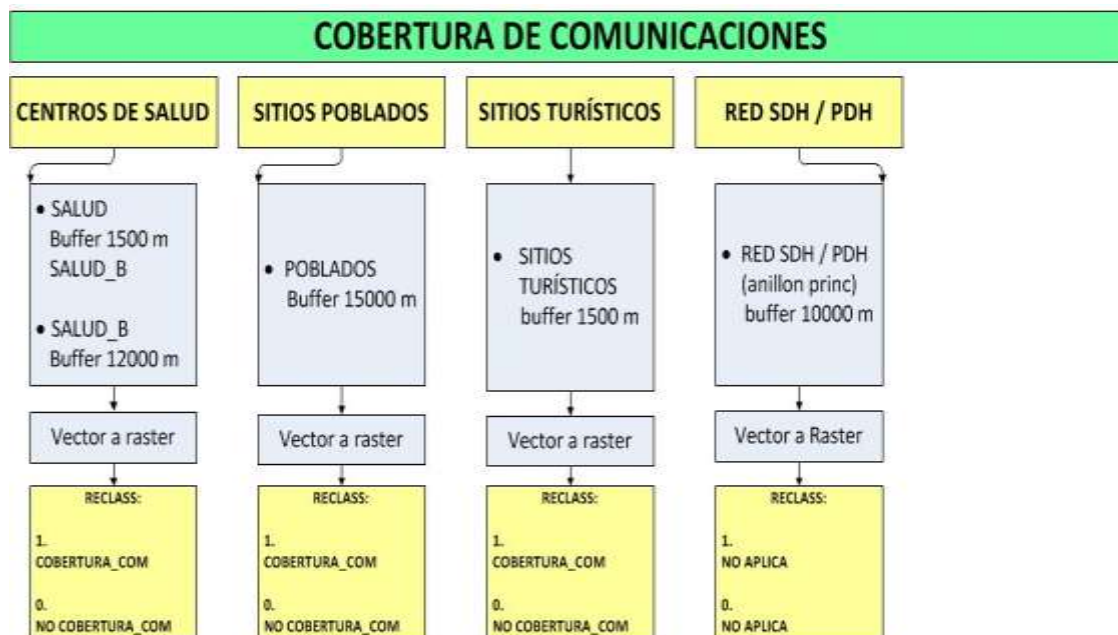 COBERTURA DE COMUNICACIONES
CENTROS DE SALUD
• SALUD
Buffer 1500 m
SALUD_B
• SALUD_B
Buffer 12000 m
Vector a raster
RECLASS:
1.
COBERTURA_COM
0.
NO COBERTURA_COM
SITIOS POBLADOS
• POBLADOS
Buffer 15000 m
Vector a raster
RECLASS:
1.
COBERTURA_COM
0.
NO COBERTURA_COM
SITIOS TURÍSTICOS
• SITIOS
TURÍSTICOS
buffer 1500 m
Vector a raster
RECLASS:
1.
COBERTURA_COM
0.
NO COBERTURA_COM
RED SDH / PDH
• RED SDH / PDH
(anillon princ)
buffer 10000 m
Vector a Raster
RECLASS:
1.
NO APLICA
0.
NO APLICA